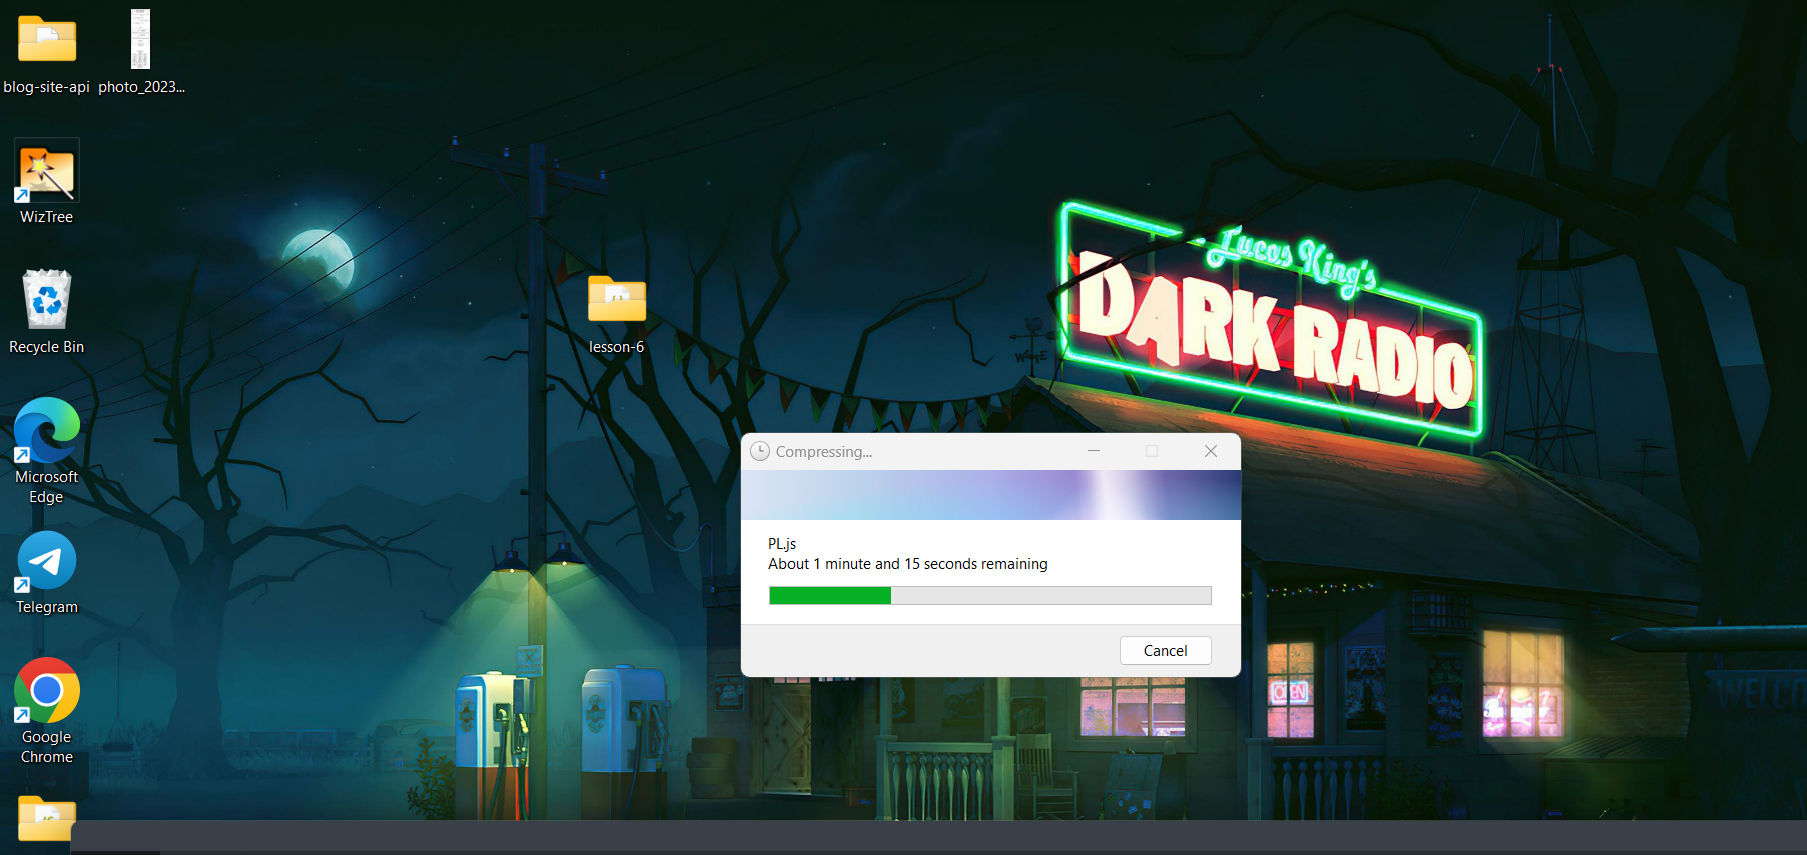 blog-site-api
photo_2023...
WizTree
Recycle Bin
Microsoft
Edge
Telegram
Google
Chrome
lesson-6
Lucas King's
DARK RADIO
Compressing...
PL.js
About 1 minute and 15 seconds remaining
Cancel
OPEN